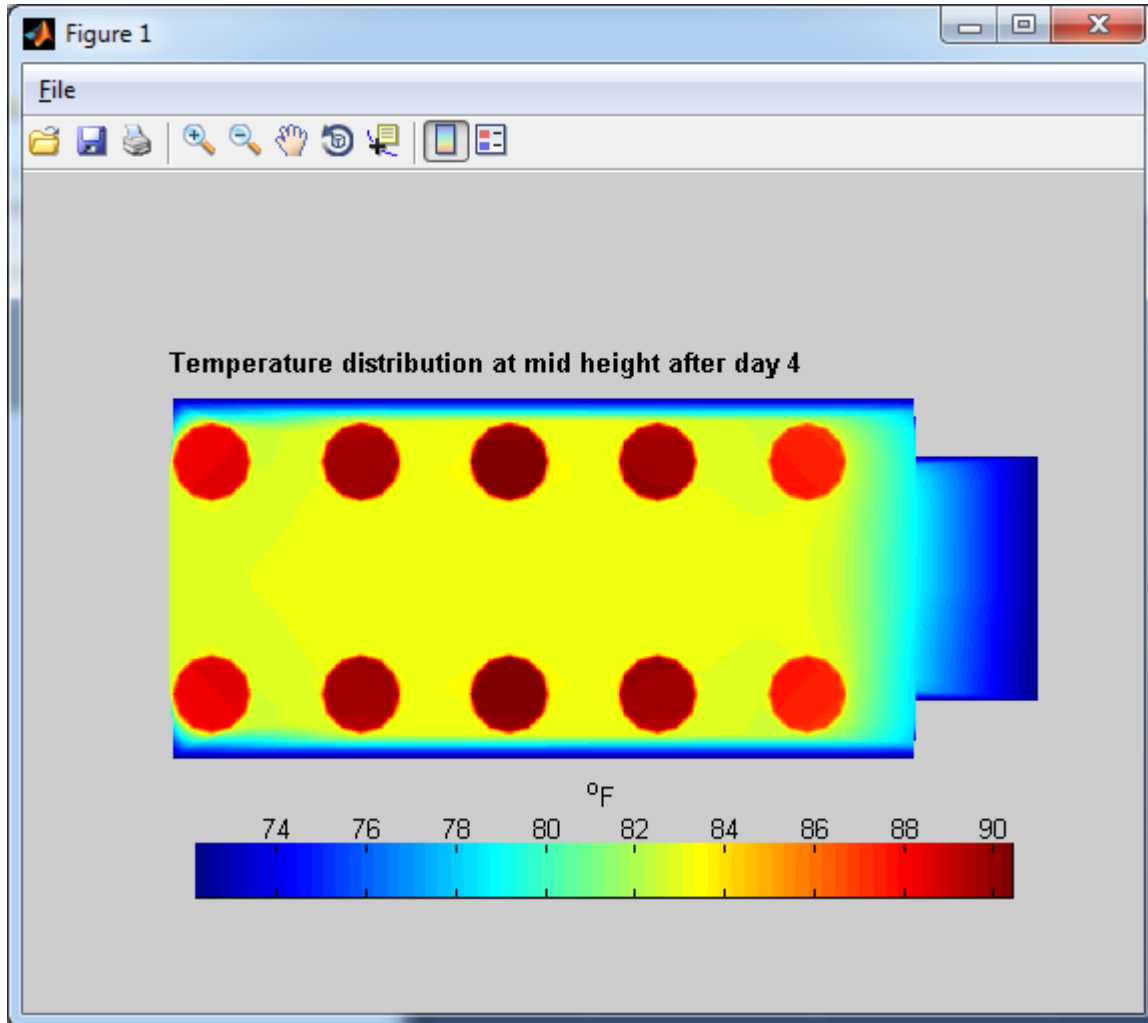 Figure 1
File
Temperature distribution at mid height after day 4
°F
74 76 78 80 82 84 86 88 90